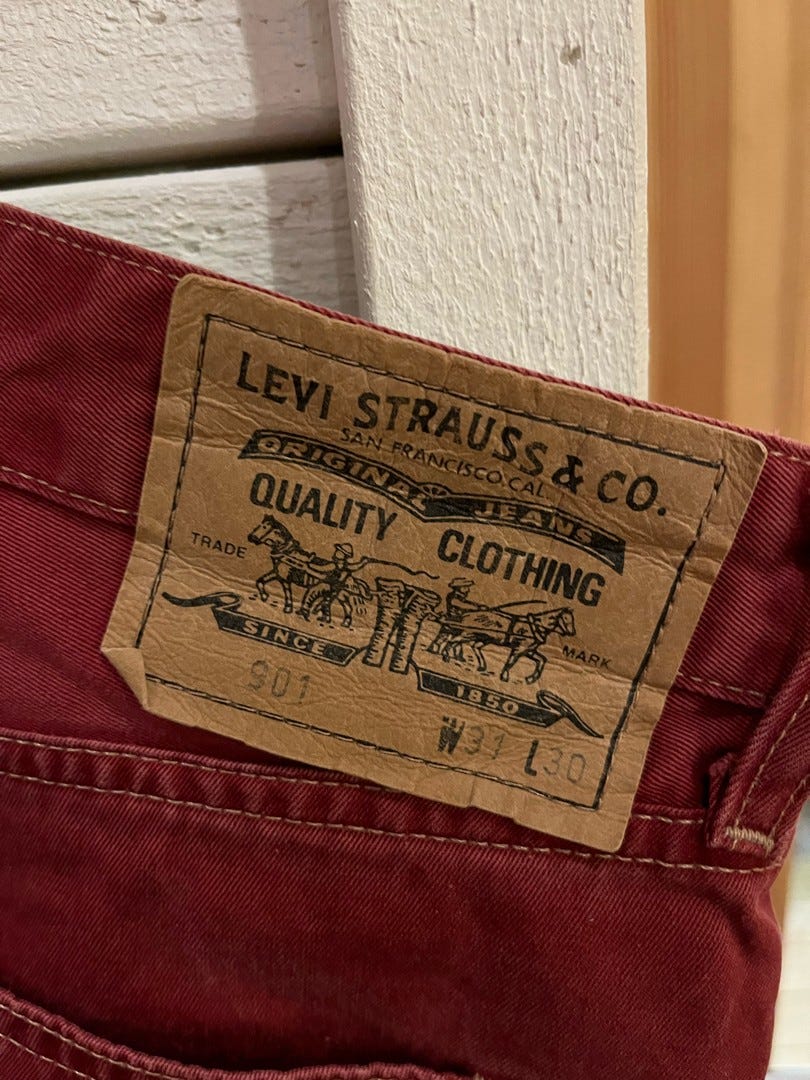 LEVI STRAUSS & CO.
SAN FRANCISCO.CAL.
ORIGINAL JEANS
QUALITY CLOTHING
TRADE MARK
SINCE 1850
901
W31 L30